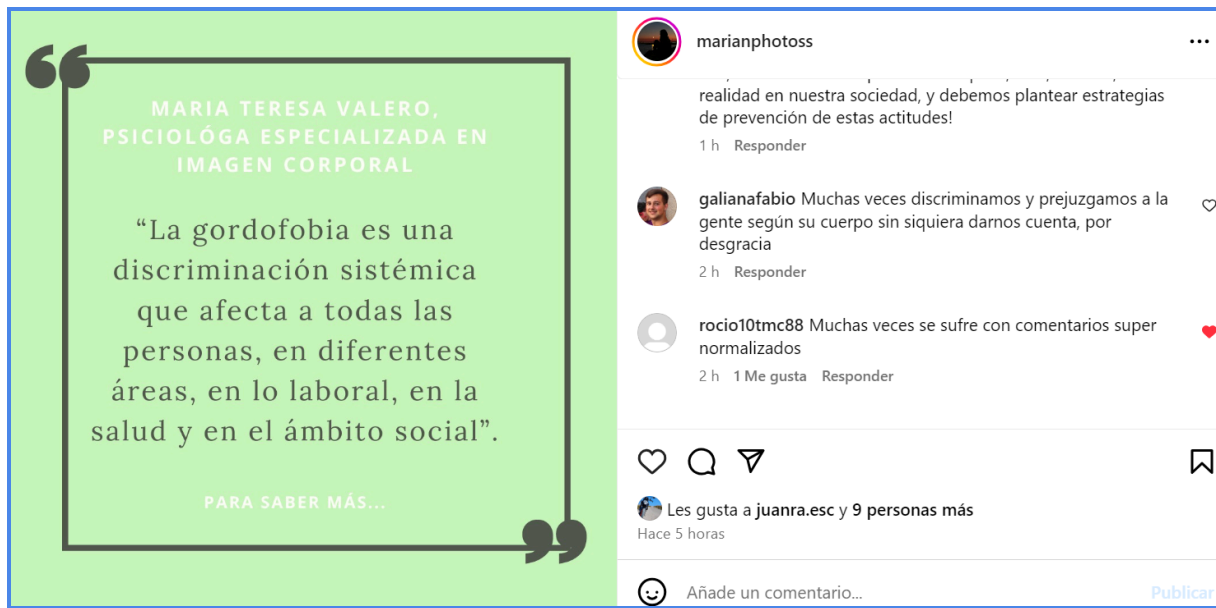 MARIA TERESA VALERO,
PSICIOLÓGA ESPECIALIZADA EN
IMAGEN CORPORAL
“La gordofobia es una
discriminación sistémica
que afecta a todas las
personas, en diferentes
áreas, en lo laboral, en la
salud y en el ámbito social”.
PARA SABER MÁS...
marianphotoss
realidad en nuestra sociedad, y debemos plantear estrategias
de prevención de estas actitudes!
1 h Responder
galianafabio Muchas veces discriminamos y prejuzgamos a la
gente según su cuerpo sin siquiera darnos cuenta, por
desgracia
2 h Responder
rocio10tmc88 Muchas veces se sufre con comentarios super
normalizados
2 h 1 Me gusta Responder
Les gusta a juanra.esc y 9 personas más
Hace 5 horas
Añade un comentario...
Publicar